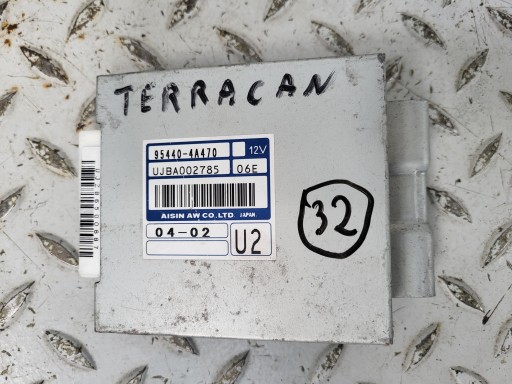 TERRACAN
95440-4A470 12V
UJBA002785 06E
AISIN AW CO.,LTD. JAPAN
04-02
U2
32